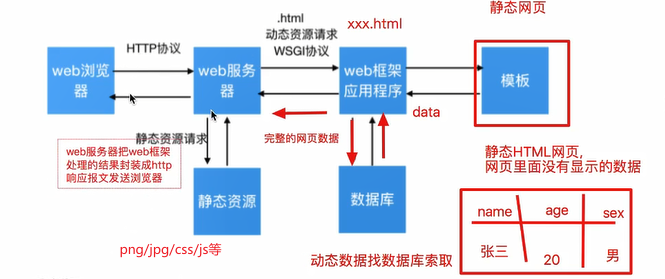 静态网页
.html
xxx.html
动态资源请求
WSGI协议
HTTP协议
web浏览
器
web服务
器
web框架
应用程序
模板
data
静态资源请求
完整的网页数据
web服务器把web框架
处理的结果封装成http
响应报文发送浏览器
静态HTML网页,
网页里面没有显示的数据
静态资源
数据库
name age sex
张三 20 男
png/jpg/css/js等
动态数据找数据库索取